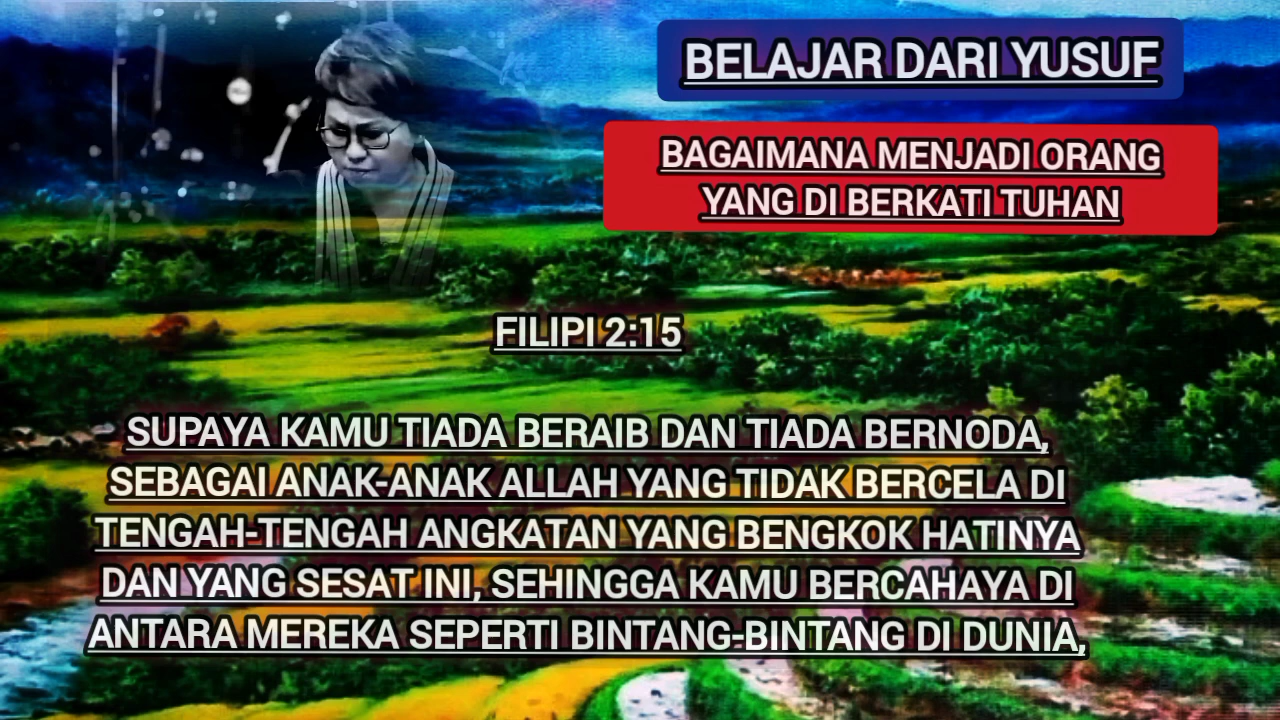 BELAJAR DARI YUSUF
BAGAIMANA MENJADI ORANG
YANG DI BERKATI TUHAN
FILIPI 2:15
SUPAYA KAMU TIADA BERAIB DAN TIADA BERNODA,
SEBAGAI ANAK-ANAK ALLAH YANG TIDAK BERCELA DI
TENGAH-TENGAH ANGKATAN YANG BENGKOK HATINYA
DAN YANG SESAT INI, SEHINGGA KAMU BERCAHAYA DI
ANTARA MEREKA SEPERTI BINTANG-BINTANG DI DUNIA,